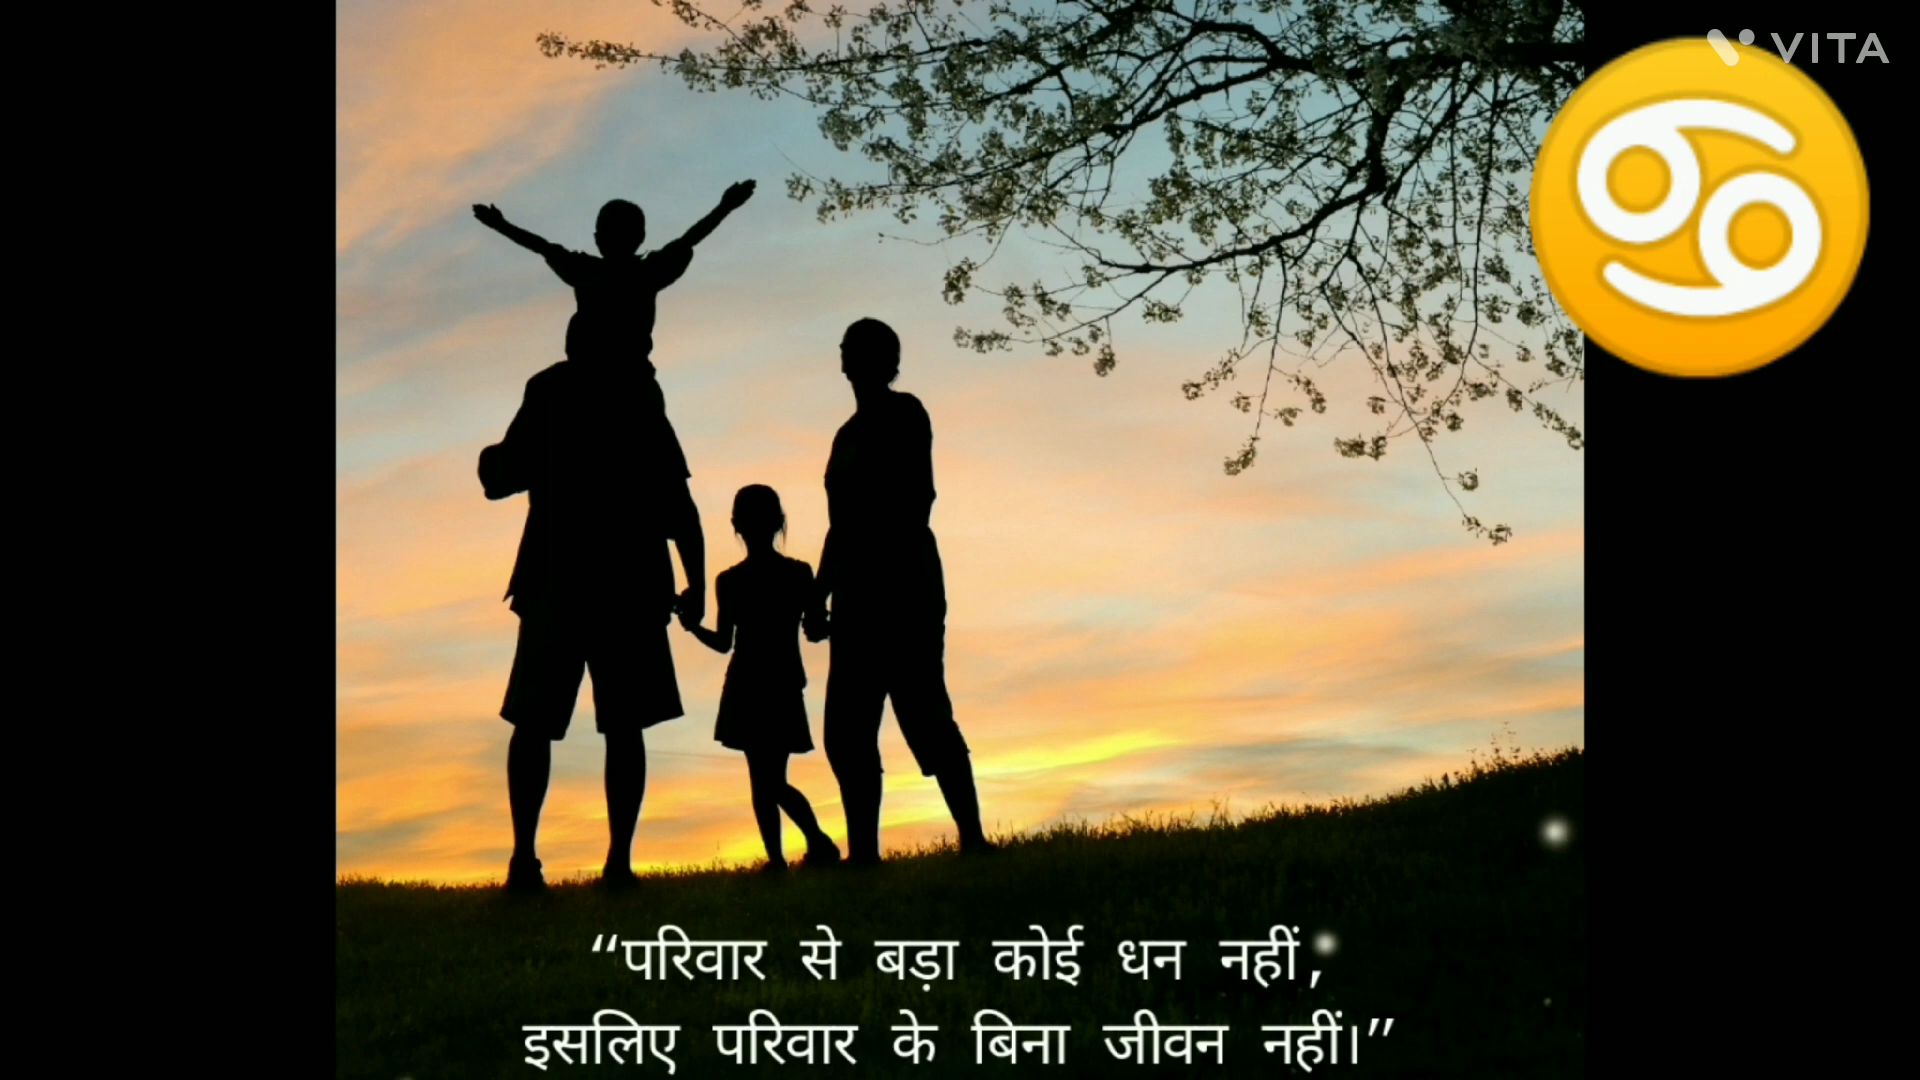 VITA
“परिवार से बड़ा कोई धन नहीं,
इसलिए परिवार के बिना जीवन नहीं।”